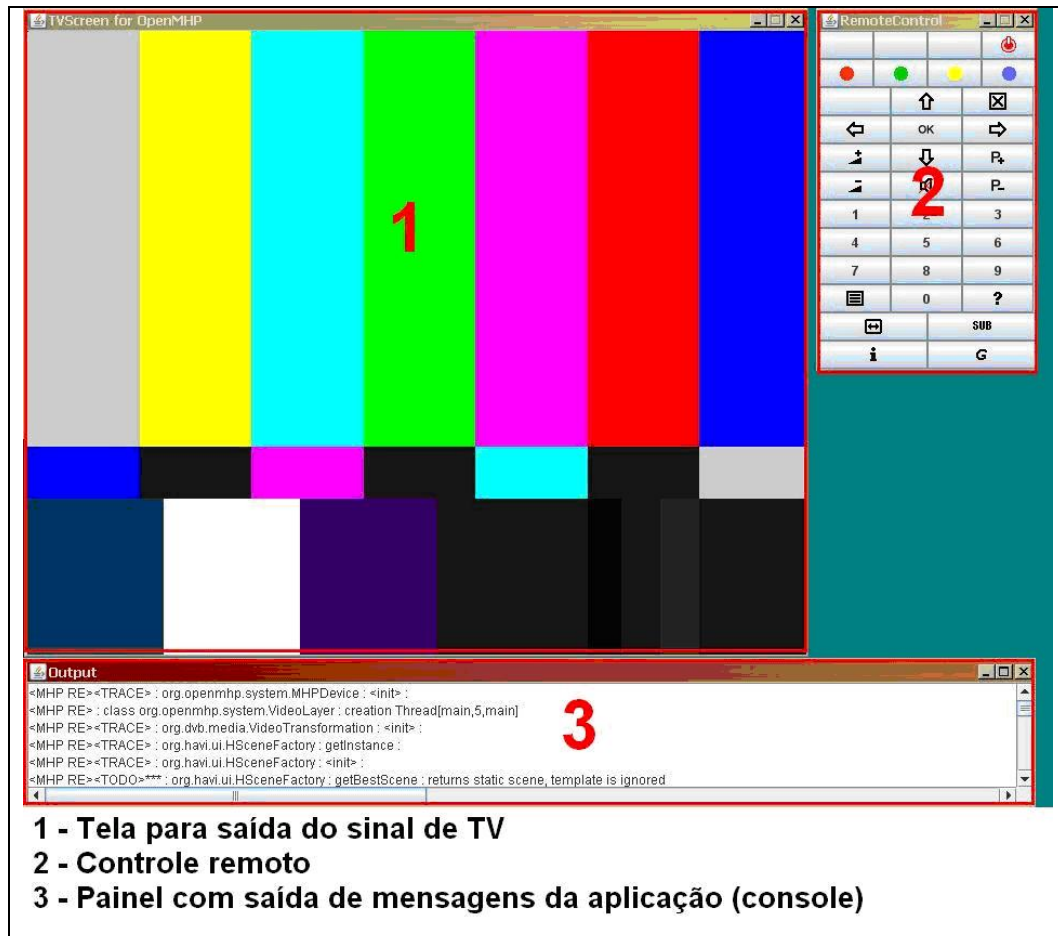 TVScreen for OpenMHP
1
RemoteControl
OK
P+
P-
2
1
3
4 5 6
7 8 9
0 ?
SUB
i G
Output
<MHP RE><TRACE> : org.openmhp.system.MHPDevice : <init> :
<MHP RE> : class org.openmhp.system.VideoLayer : creation Thread[main,5,main]
<MHP RE><TRACE> : org.dvb.media.VideoTransformation : <init> :
<MHP RE><TRACE> : org.havi.ui.HSceneFactory : getInstance :
<MHP RE><TRACE> : org.havi.ui.HSceneFactory : <init> :
<MHP RE><TODO>*** : org.havi.ui.HSceneFactory : getBestScene : returns static scene, template is ignored
3
1 - Tela para saída do sinal de TV
2 - Controle remoto
3 - Painel com saída de mensagens da aplicação (console)